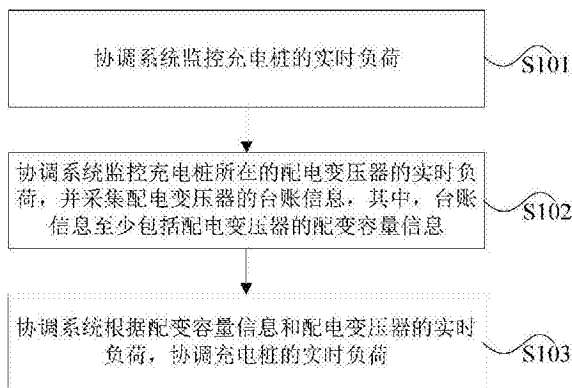 协调系统监控充电桩的实时负荷
S101
协调系统监控充电桩所在的配电变压器的实时负
荷，并采集配电变压器的台账信息，其中，台账
信息至少包括配电变压器的配变容量信息
S102
协调系统根据配变容量信息和配电变压器的实时
负荷，协调充电桩的实时负荷
S103